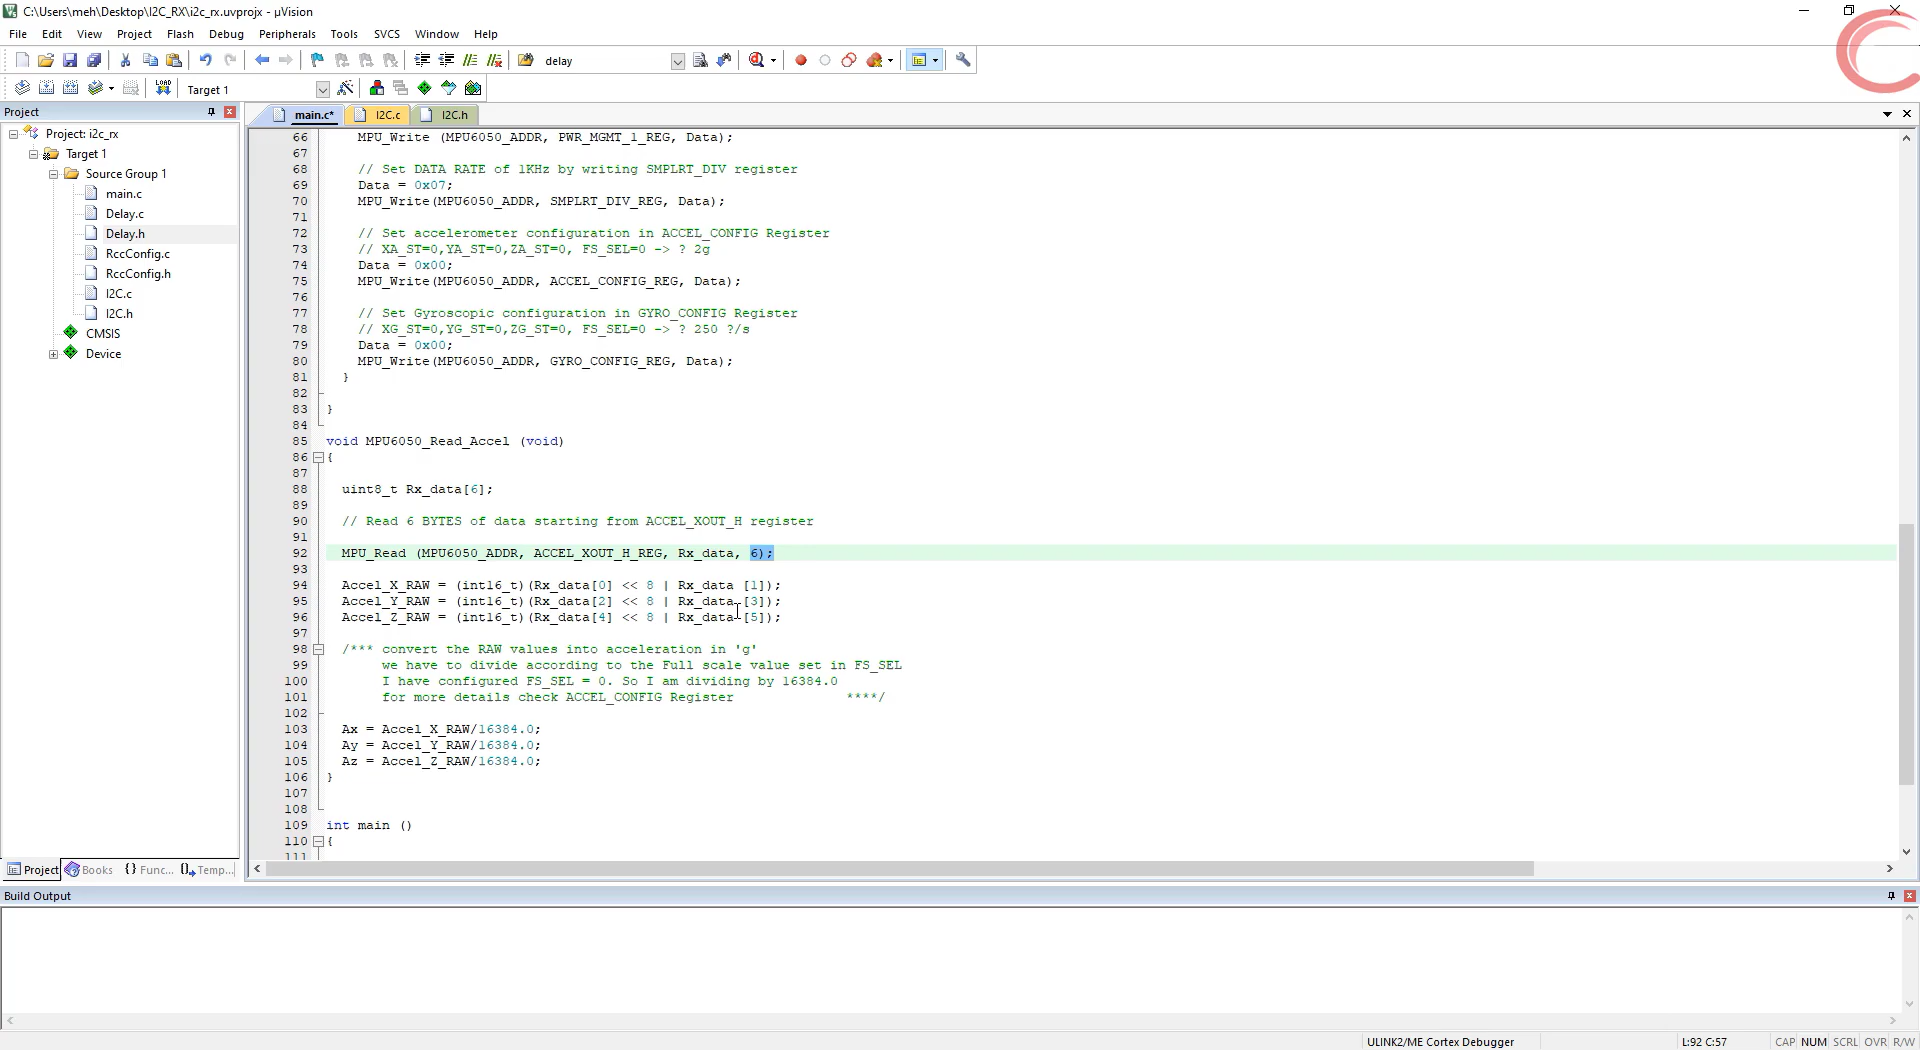 C:\Users\meh\Desktop\I2C_RX\i2c_rx.uvprojx - µVision
File Edit View Project Flash Debug Peripherals Tools SVCS Window Help
delay
LOAD Target 1
Project
main.c* I2C.c I2C.h
Project: i2c_rx
Target 1
Source Group 1
main.c
Delay.c
Delay.h
RccConfig.c
RccConfig.h
I2C.c
I2C.h
CMSIS
Device
66 MPU_Write (MPU6050_ADDR, PWR_MGMT_1_REG, Data);
67
68 // Set DATA RATE of 1KHz by writing SMPLRT_DIV register
69 Data = 0x07;
70 MPU_Write(MPU6050_ADDR, SMPLRT_DIV_REG, Data);
71
72 // Set accelerometer configuration in ACCEL_CONFIG Register
73 // XA_ST=0,YA_ST=0,ZA_ST=0, FS_SEL=0 -> ? 2g
74 Data = 0x00;
75 MPU_Write(MPU6050_ADDR, ACCEL_CONFIG_REG, Data);
76
77 // Set Gyroscopic configuration in GYRO_CONFIG Register
78 // XG_ST=0,YG_ST=0,ZG_ST=0, FS_SEL=0 -> ? 250 ?/s
79 Data = 0x00;
80 MPU_Write(MPU6050_ADDR, GYRO_CONFIG_REG, Data);
81 }
82
83 }
84
85 void MPU6050_Read_Accel (void)
86 {
87
88 uint8_t Rx_data[6];
89
90 // Read 6 BYTES of data starting from ACCEL_XOUT_H register
91
92 MPU_Read (MPU6050_ADDR, ACCEL_XOUT_H_REG, Rx_data, 6);
93
94 Accel_X_RAW = (int16_t)(Rx_data[0] << 8 | Rx_data [1]);
95 Accel_Y_RAW = (int16_t)(Rx_data[2] << 8 | Rx_data [3]);
96 Accel_Z_RAW = (int16_t)(Rx_data[4] << 8 | Rx_data [5]);
97
98 /*** convert the RAW values into acceleration in 'g'
99 we have to divide according to the Full scale value set in FS_SEL
100 I have configured FS_SEL = 0. So I am dividing by 16384.0
101 for more details check ACCEL_CONFIG Register ****/
102
103 Ax = Accel_X_RAW/16384.0;
104 Ay = Accel_Y_RAW/16384.0;
105 Az = Accel_Z_RAW/16384.0;
106 }
107
108
109 int main ()
110 {
111
Project Books {} Func... Temp...
Build Output
ULINK2/ME Cortex Debugger L:92 C:57 CAP NUM SCRL OVR R/W